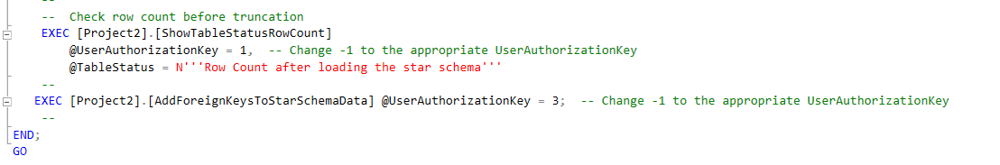 --
-- Check row count before truncation
EXEC [Project2].[ShowTableStatusRowCount]
@UserAuthorizationKey = 1, -- Change -1 to the appropriate UserAuthorizationKey
@TableStatus = N'''Row Count after loading the star schema'''
--
EXEC [Project2].[AddForeignKeysToStarSchemaData] @UserAuthorizationKey = 3; -- Change -1 to the appropriate UserAuthorizationKey
--
END;
GO